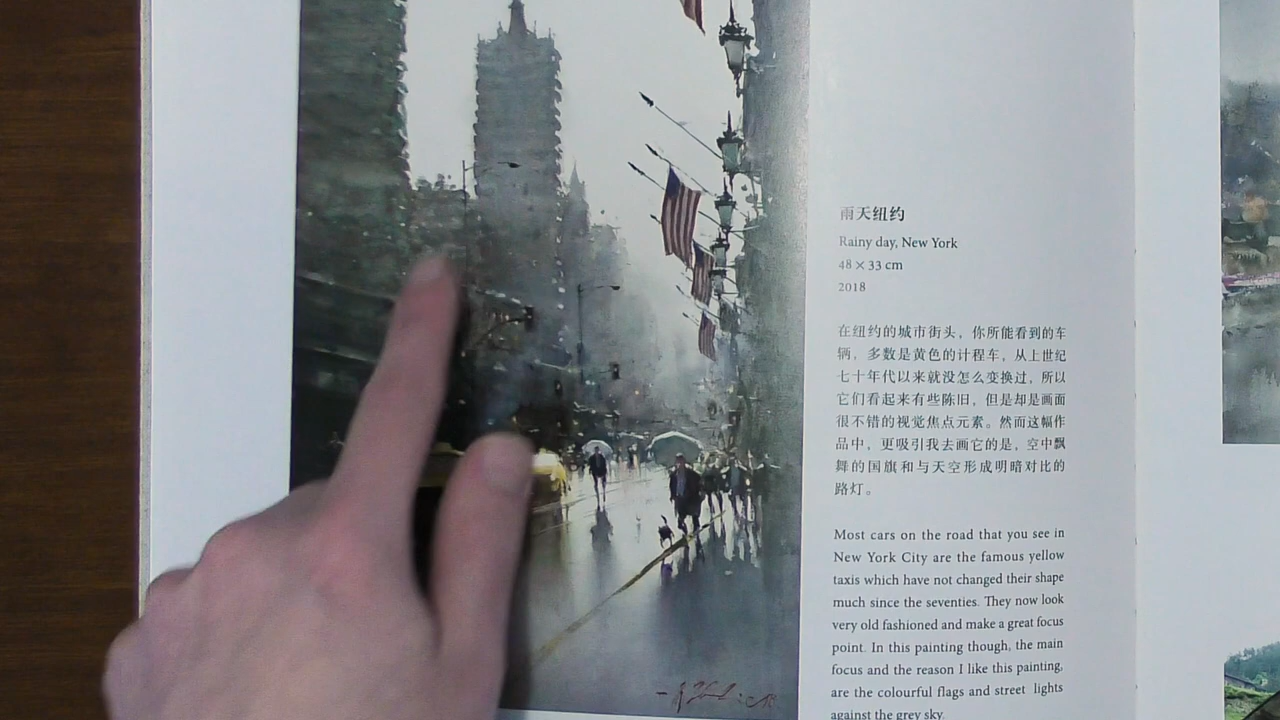 雨天纽约
Rainy day, New York
48 × 33 cm
2018
在纽约的城市街头，你所能看到的车
辆，多数是黄色的计程车，从上世纪
七十年代以来就没怎么变换过，所以
它们看起来有些陈旧，但是却是画面
很不错的视觉焦点元素。然而这幅作
品中，更吸引我去画它的是，空中飘
舞的国旗和与天空形成明暗对比的
路灯。
Most cars on the road that you see in
New York City are the famous yellow
taxis which have not changed their shape
much since the seventies. They now look
very old fashioned and make a great focus
point. In this painting though, the main
focus and the reason I like this painting,
are the colourful flags and street lights
against the grey sky.